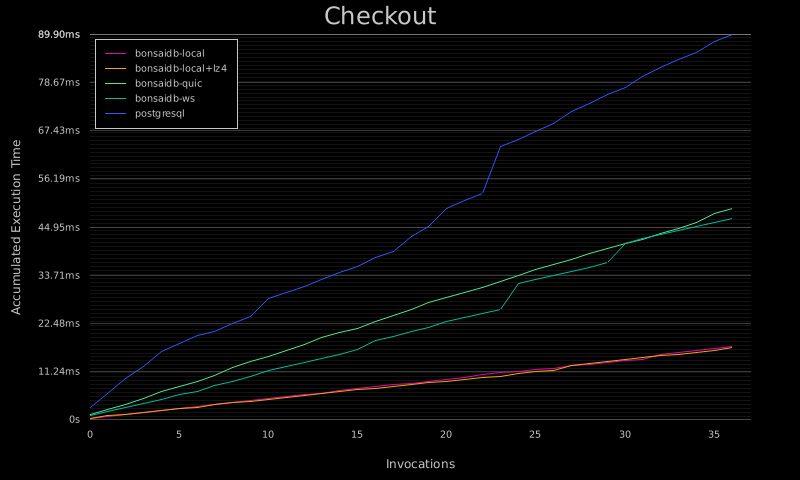 Checkout
89.90ms
78.67ms
67.43ms
56.19ms
44.95ms
33.71ms
22.48ms
11.24ms
0s
bonsaidb-local
bonsaidb-local+lz4
bonsaidb-quic
bonsaidb-ws
postgresql
Accumulated Execution Time
0 5 10 15 20 25 30 35
Invocations